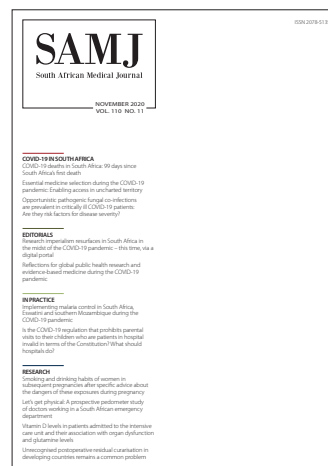 ISSN 2078-513
SAMJ
South African Medical Journal
NOVEMBER 2020
VOL. 110 NO. 11
COVID-19 IN SOUTH AFRICA
COVID-19 deaths in South Africa: 99 days since
South Africa's first death
Essential medicine selection during the COVID-19
pandemic: Enabling access in uncharted territory
Opportunistic pathogenic fungal co-infections
are prevalent in critically ill COVID-19 patients:
Are they risk factors for disease severity?
EDITORIALS
Research imperialism resurfaces in South Africa in
the midst of the COVID-19 pandemic – this time, via a
digital portal
Reflections for global public health research and
evidence-based medicine during the COVID-19
pandemic
IN PRACTICE
Implementing malaria control in South Africa,
Eswatini and southern Mozambique during the
COVID-19 pandemic
Is the COVID-19 regulation that prohibits parental
visits to their children who are patients in hospital
invalid in terms of the Constitution? What should
hospitals do?
RESEARCH
Smoking and drinking habits of women in
subsequent pregnancies after specific advice about
the dangers of these exposures during pregnancy
Let's get physical: A prospective pedometer study
of doctors working in a South African emergency
department
Vitamin D levels in patients admitted to the intensive
care unit and their association with organ dysfunction
and glutamine levels
Unrecognised postoperative residual curarisation in
developing countries remains a common problem